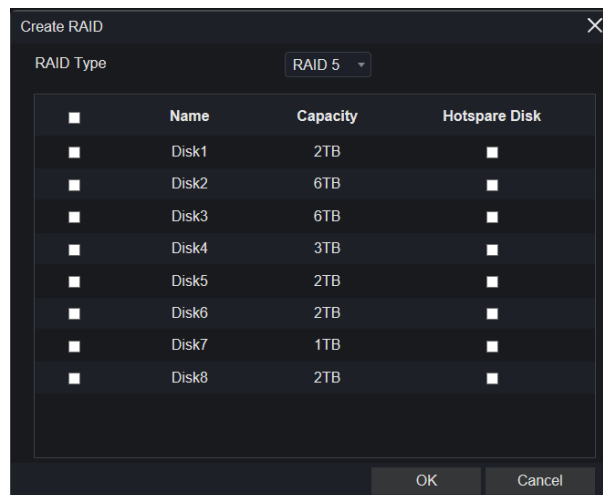 Create RAID
RAID Type RAID 5
Name Capacity Hotspare Disk
Disk1 2TB
Disk2 6TB
Disk3 6TB
Disk4 3TB
Disk5 2TB
Disk6 2TB
Disk7 1TB
Disk8 2TB
OK Cancel